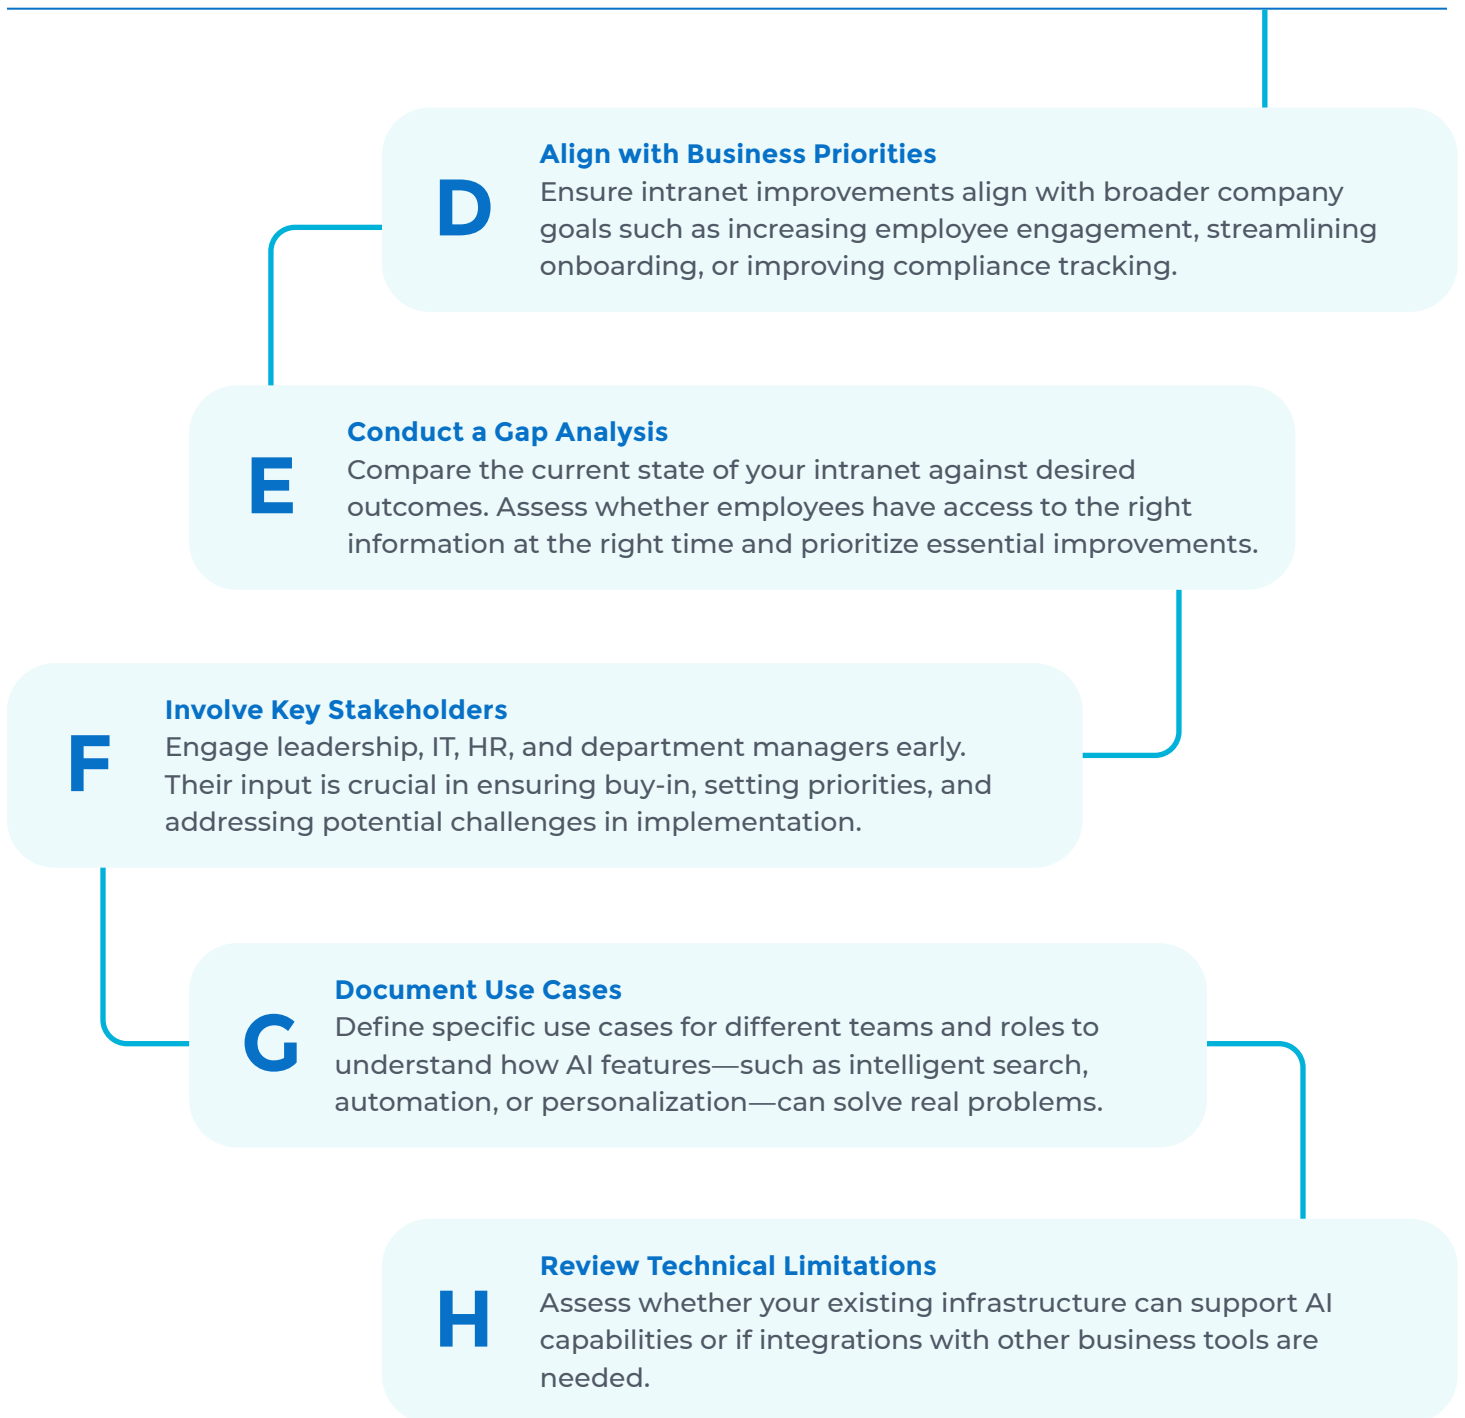 D
Align with Business Priorities
Ensure intranet improvements align with broader company
goals such as increasing employee engagement, streamlining
onboarding, or improving compliance tracking.
E
Conduct a Gap Analysis
Compare the current state of your intranet against desired
outcomes. Assess whether employees have access to the right
information at the right time and prioritize essential improvements.
F
Involve Key Stakeholders
Engage leadership, IT, HR, and department managers early.
Their input is crucial in ensuring buy-in, setting priorities, and
addressing potential challenges in implementation.
G
Document Use Cases
Define specific use cases for different teams and roles to
understand how AI features—such as intelligent search,
automation, or personalization—can solve real problems.
H
Review Technical Limitations
Assess whether your existing infrastructure can support AI
capabilities or if integrations with other business tools are
needed.